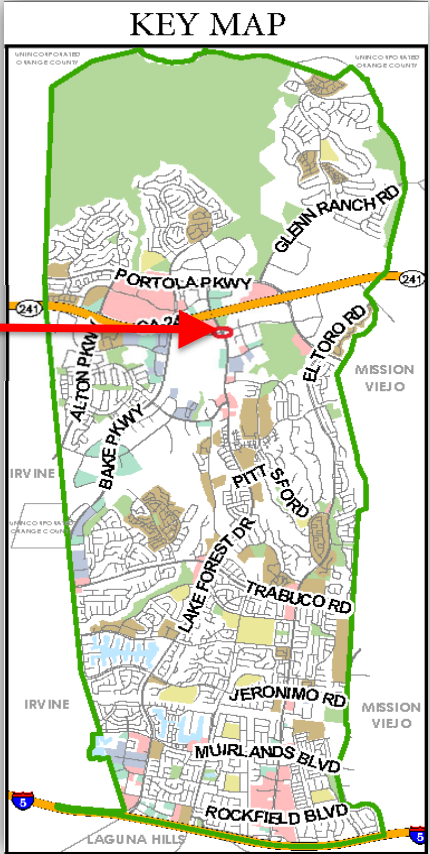 KEY MAP
UNINCORPORATED
ORANGE COUNTY
UNINCORPORATED
ORANGE COUNTY
GLENN RANCH RD
PORTOLA PKWY
241
241
CA 24
EL TORO RD
ALTON PKWY
MISSION
VIEJO
BAKE PKWY
IRVINE
PITTSFORD
UNINCORPORATED
ORANGE COUNTY
LAKE FOREST DR
TRABUCO RD
IRVINE
JERONIMO RD
MISSION
VIEJO
MUIRLANDS BLVD
5
ROCKFIELD BLVD
5
LAGUNA HILLS